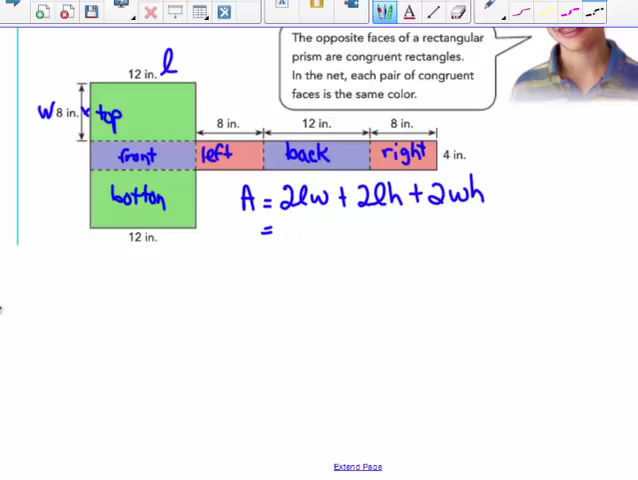 The opposite faces of a rectangular
prism are congruent rectangles.
In the net, each pair of congruent
faces is the same color.
12 in. l
w 8 in. top
8 in. 12 in. 8 in.
front left back right 4 in.
botton
A = 2lw + 2lh + 2wh
=
12 in.
Extend Page